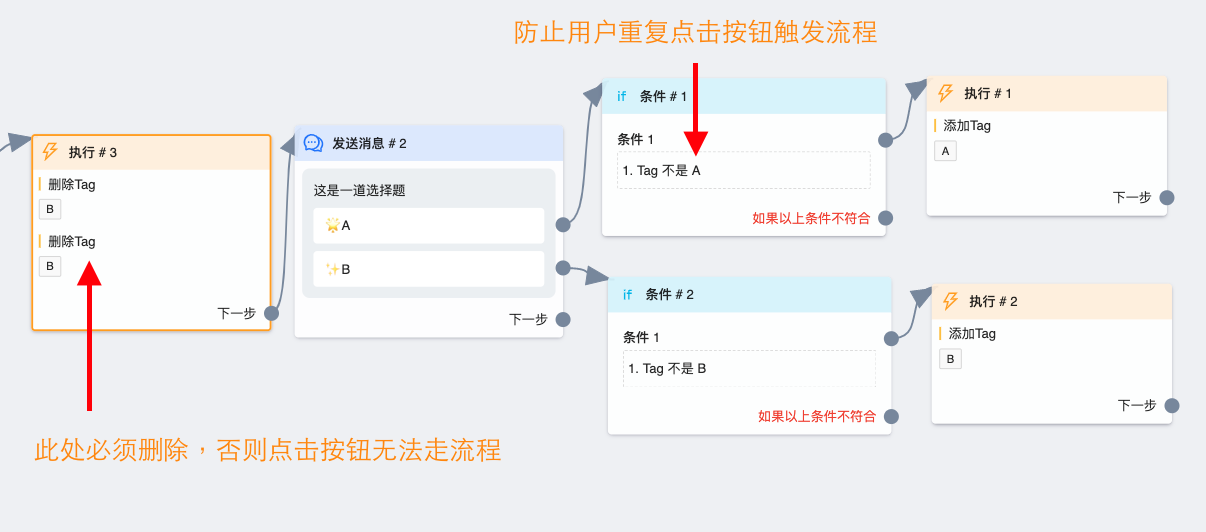 防止用户重复点击按钮触发流程
执行 # 3
删除Tag
B
删除Tag
B
下一步
发送消息 # 2
这是一道选择题
🌟A
✨B
下一步
if 条件 # 1
条件 1
1. Tag 不是 A
如果以上条件不符合
执行 # 1
添加Tag
A
下一步
if 条件 # 2
条件 1
1. Tag 不是 B
如果以上条件不符合
执行 # 2
添加Tag
B
下一步
此处必须删除，否则点击按钮无法走流程